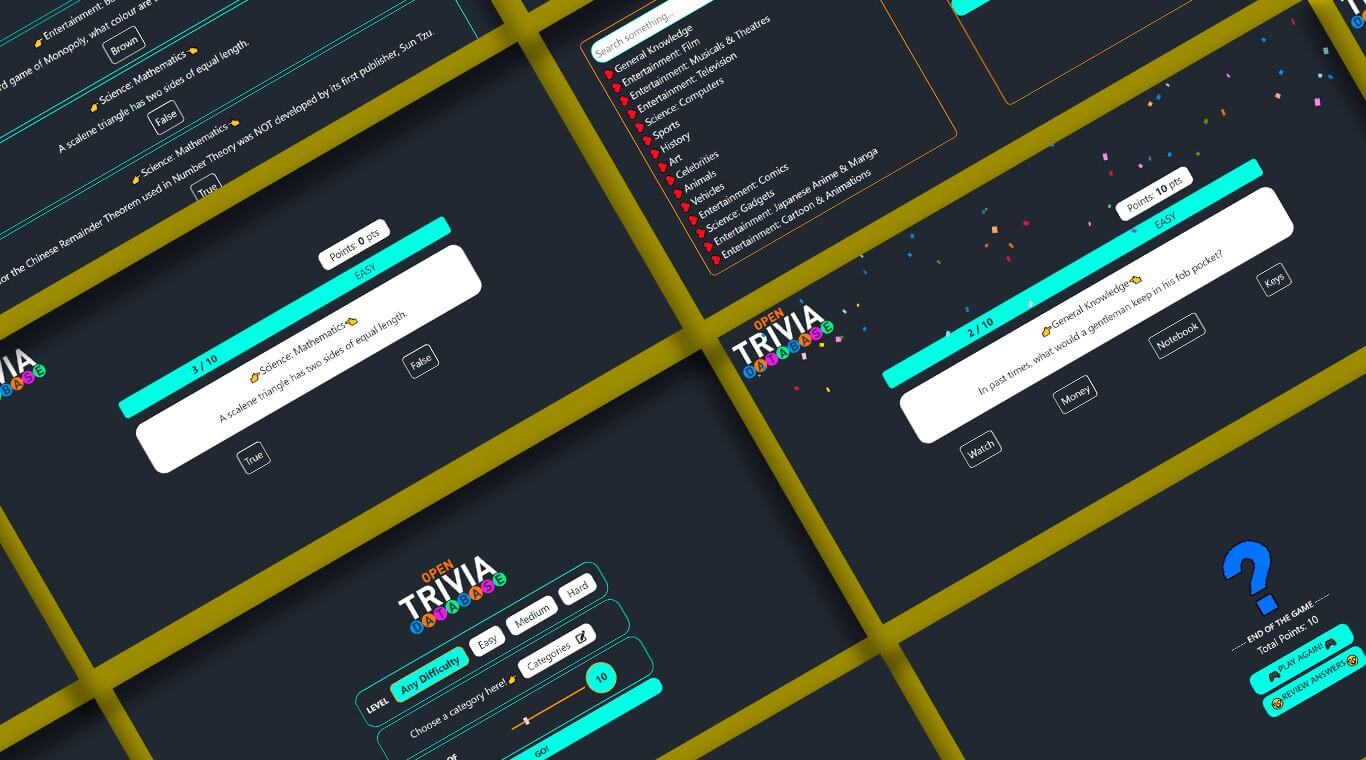 Entertainment: Bo
rd game of Monopoly, what colour are
Brown
Science: Mathematics
A scalene triangle has two sides of equal length.
False
Science: Mathematics
or the Chinese Remainder Theorem used in Number Theory was NOT developed by its first publisher, Sun Tzu.
True
Search something...
General Knowledge
Entertainment: Film
Entertainment: Musicals & Theatres
Entertainment: Television
Science: Computers
Sports
History
Art
Celebrities
Animals
Vehicles
Entertainment: Comics
Science: Gadgets
Entertainment: Japanese Anime & Manga
Entertainment: Cartoon & Animations
VIA
BASE
Points: 0 pts
3 / 10
EASY
Science: Mathematics
A scalene triangle has two sides of equal length.
True
False
OPEN
TRIVIA
DATABASE
Points: 10 pts
2 / 10
EASY
General Knowledge
In past times, what would a gentleman keep in his fob pocket?
Watch
Money
Notebook
Keys
OPEN
TRIVIA
DATABASE
LEVEL
Any Difficulty
Easy
Medium
Hard
Choose a category here!
Categories
OF
10
GO!
END OF THE GAME
Total Points: 10
PLAY AGAIN!
REVIEW ANSWERS